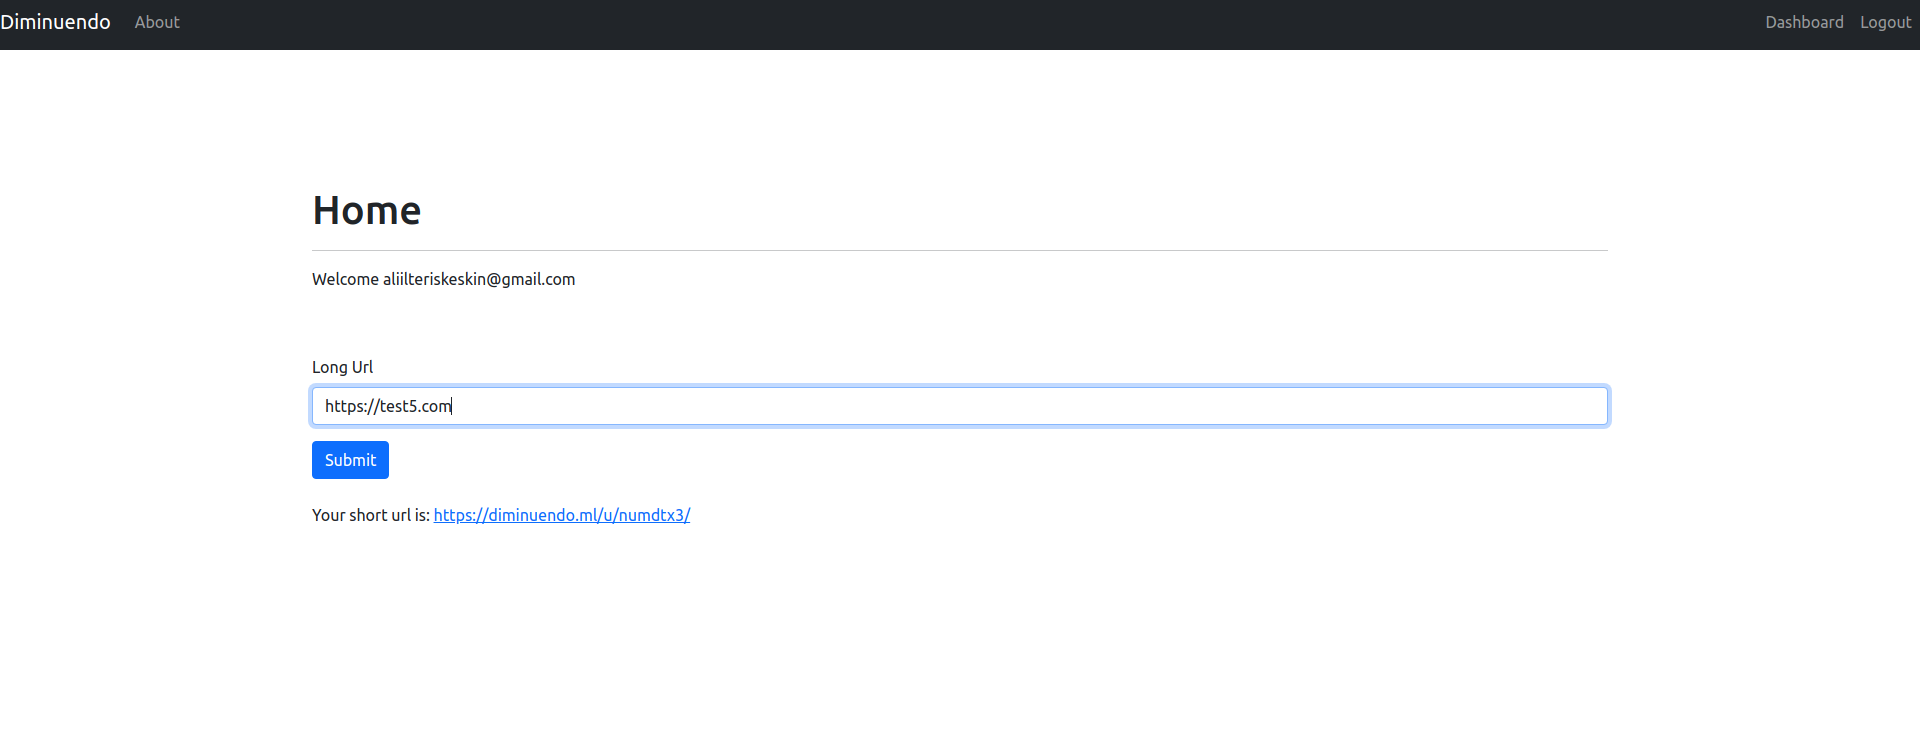 Diminuendo About Dashboard Logout
Home
Welcome aliilteriskeskin@gmail.com
Long Url
https://test5.com
Submit
Your short url is: https://diminuendo.ml/u/numdtx3/